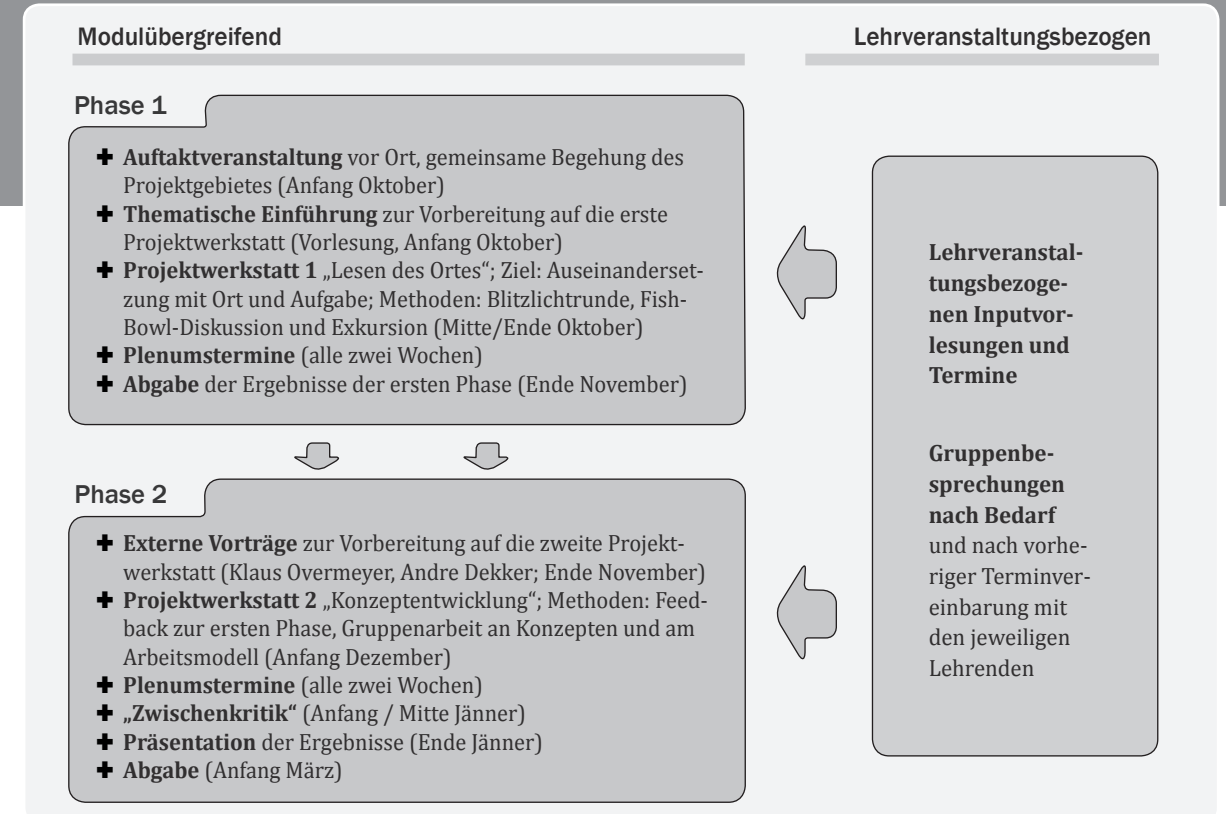 Modulübergreifend
Lehrveranstaltungsbezogen
Phase 1
✚ Auftaktveranstaltung vor Ort, gemeinsame Begehung des
Projektgebietes (Anfang Oktober)
✚ Thematische Einführung zur Vorbereitung auf die erste
Projektwerkstatt (Vorlesung, Anfang Oktober)
✚ Projektwerkstatt 1 „Lesen des Ortes“; Ziel: Auseinanderset-
zung mit Ort und Aufgabe; Methoden: Blitzlichtrunde, Fish-
Bowl-Diskussion und Exkursion (Mitte/Ende Oktober)
✚ Plenumstermine (alle zwei Wochen)
✚ Abgabe der Ergebnisse der ersten Phase (Ende November)
Phase 2
✚ Externe Vorträge zur Vorbereitung auf die zweite Projekt-
werkstatt (Klaus Overmeyer, Andre Dekker; Ende November)
✚ Projektwerkstatt 2 „Konzeptentwicklung“; Methoden: Feed-
back zur ersten Phase, Gruppenarbeit an Konzepten und am
Arbeitsmodell (Anfang Dezember)
✚ Plenumstermine (alle zwei Wochen)
✚ „Zwischenkritik“ (Anfang / Mitte Jänner)
✚ Präsentation der Ergebnisse (Ende Jänner)
✚ Abgabe (Anfang März)
Lehrveranstal-
tungsbezoge-
nen Inputvor-
lesungen und
Termine
Gruppenbe-
sprechungen
nach Bedarf
und nach vorhe-
riger Terminver-
einbarung mit
den jeweiligen
Lehrenden